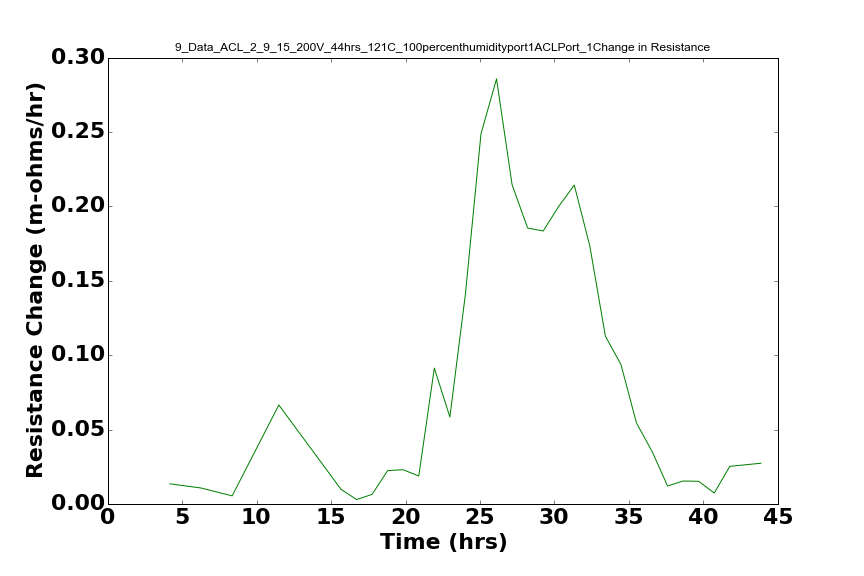 9_Data_ACL_2_9_15_200V_44hrs_121C_100percenthumidityport1ACLPort_1Change in Resistance
Resistance Change (m-ohms/hr)
0.30
0.25
0.20
0.15
0.10
0.05
0.00
0 5 10 15 20 25 30 35 40 45
Time (hrs)